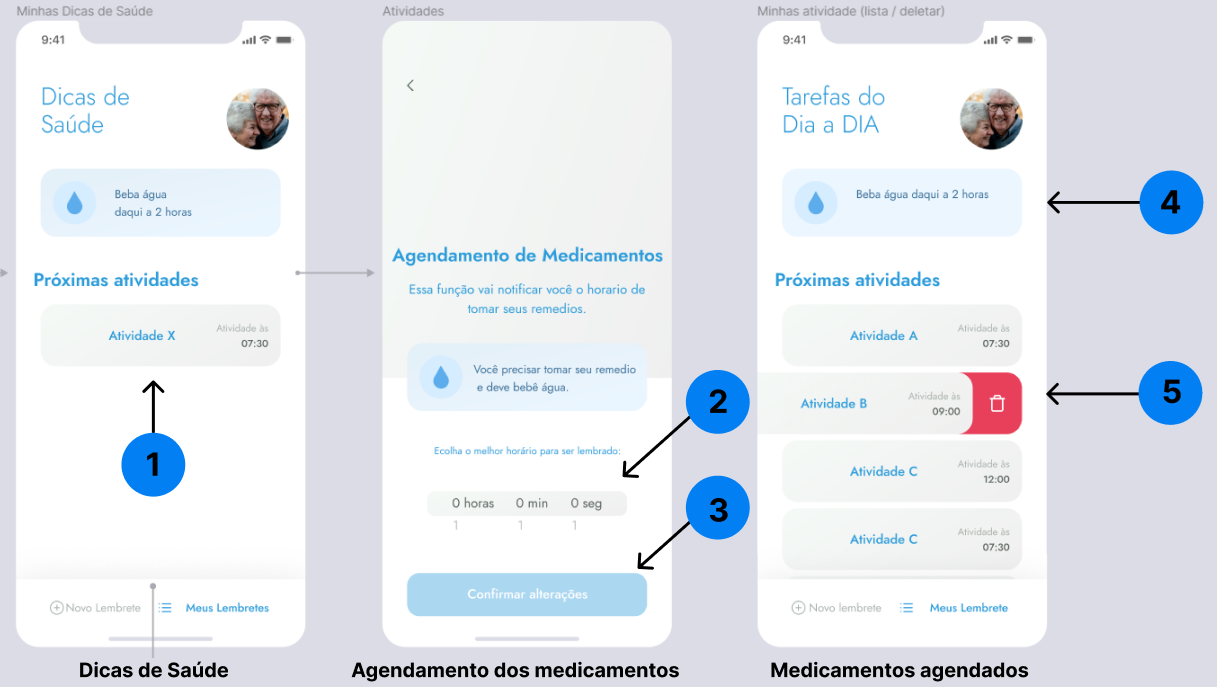 Minhas Dicas de Saúde
9:41
Dicas de
Saúde
Beba água
daqui a 2 horas
Próximas atividades
Atividade X
Atividade às
07:30
1
Novo Lembrete
Meus Lembretes
Dicas de Saúde
Atividades
Agendamento de Medicamentos
Essa função vai notificar você o horario de
tomar seus remedios.
Você precisar tomar seu remedio
e deve bebê água.
2
Ecolha o melhor horário para ser lembrado:
0 horas 0 min 0 seg
1 1 1
3
Confirmar alterações
Agendamento dos medicamentos
Minhas atividade (lista / deletar)
9:41
Tarefas do
Dia a DIA
Beba água daqui a 2 horas
4
Próximas atividades
Atividade A
Atividade às
07:30
Atividade B
Atividade às
09:00
5
Atividade C
Atividade às
12:00
Atividade C
Atividade às
07:30
Novo lembrete
Meus Lembrete
Medicamentos agendados